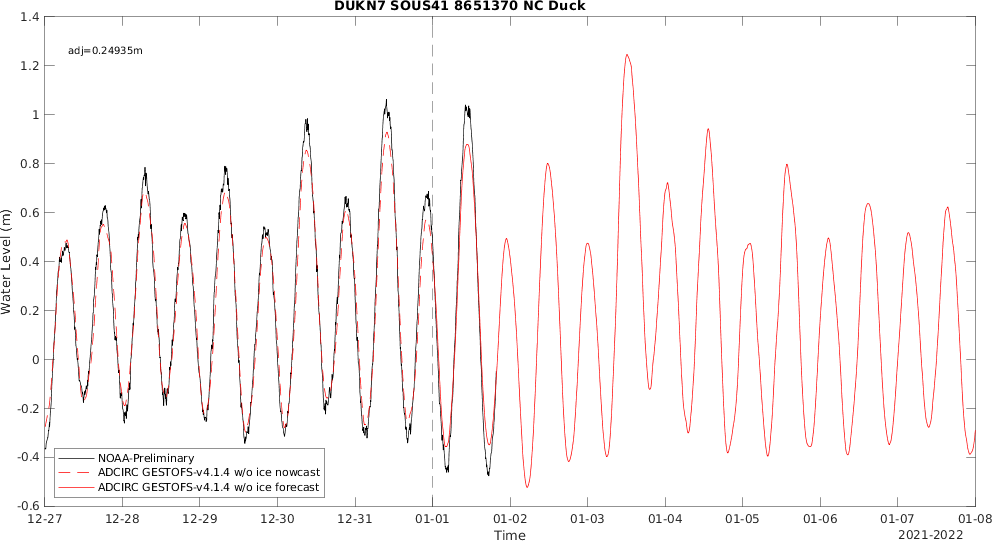 DUKN7 SOUS41 8651370 NC Duck
adj=0.24935m
Water Level (m)
1.4
1.2
1
0.8
0.6
0.4
0.2
0
-0.2
-0.4
-0.6
NOAA-Preliminary
ADCIRC GESTOFS-v4.1.4 w/o ice nowcast
ADCIRC GESTOFS-v4.1.4 w/o ice forecast
12-27 12-28 12-29 12-30 12-31 01-01 01-02 01-03 01-04 01-05 01-06 01-07 01-08
Time
2021-2022